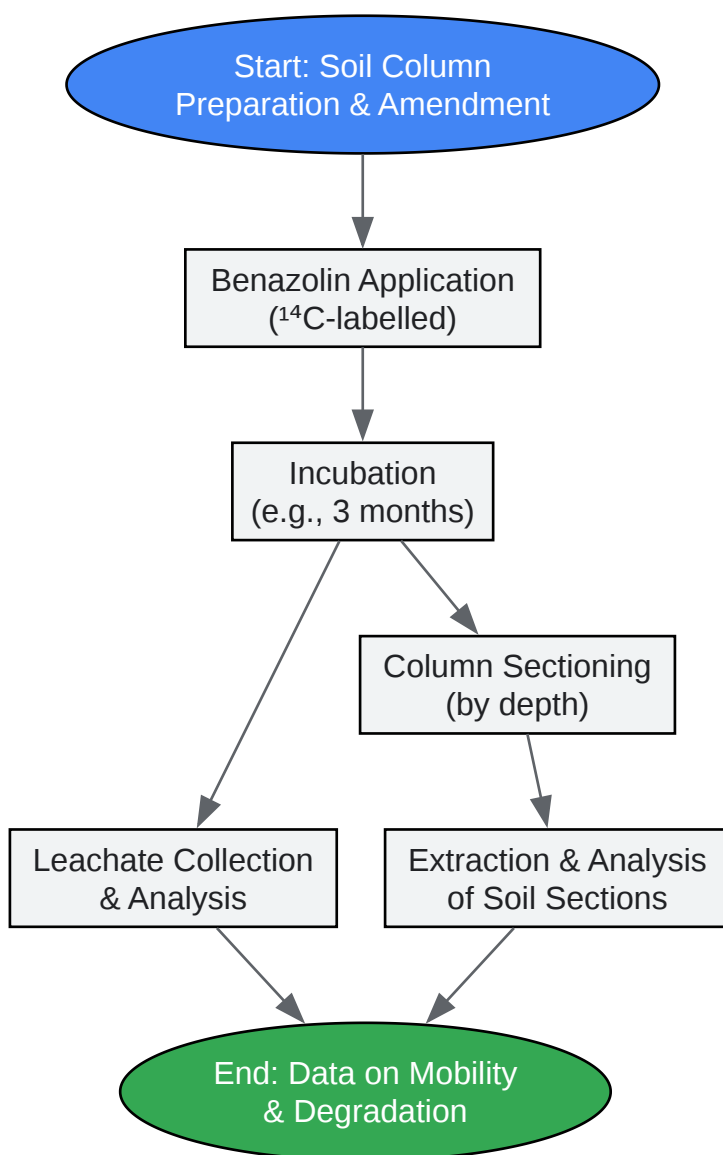 Start: Soil Column
Preparation & Amendment
Benazolin Application
(¹⁴C-labelled)
Incubation
(e.g., 3 months)
Column Sectioning
(by depth)
Leachate Collection
& Analysis
Extraction & Analysis
of Soil Sections
End: Data on Mobility
& Degradation